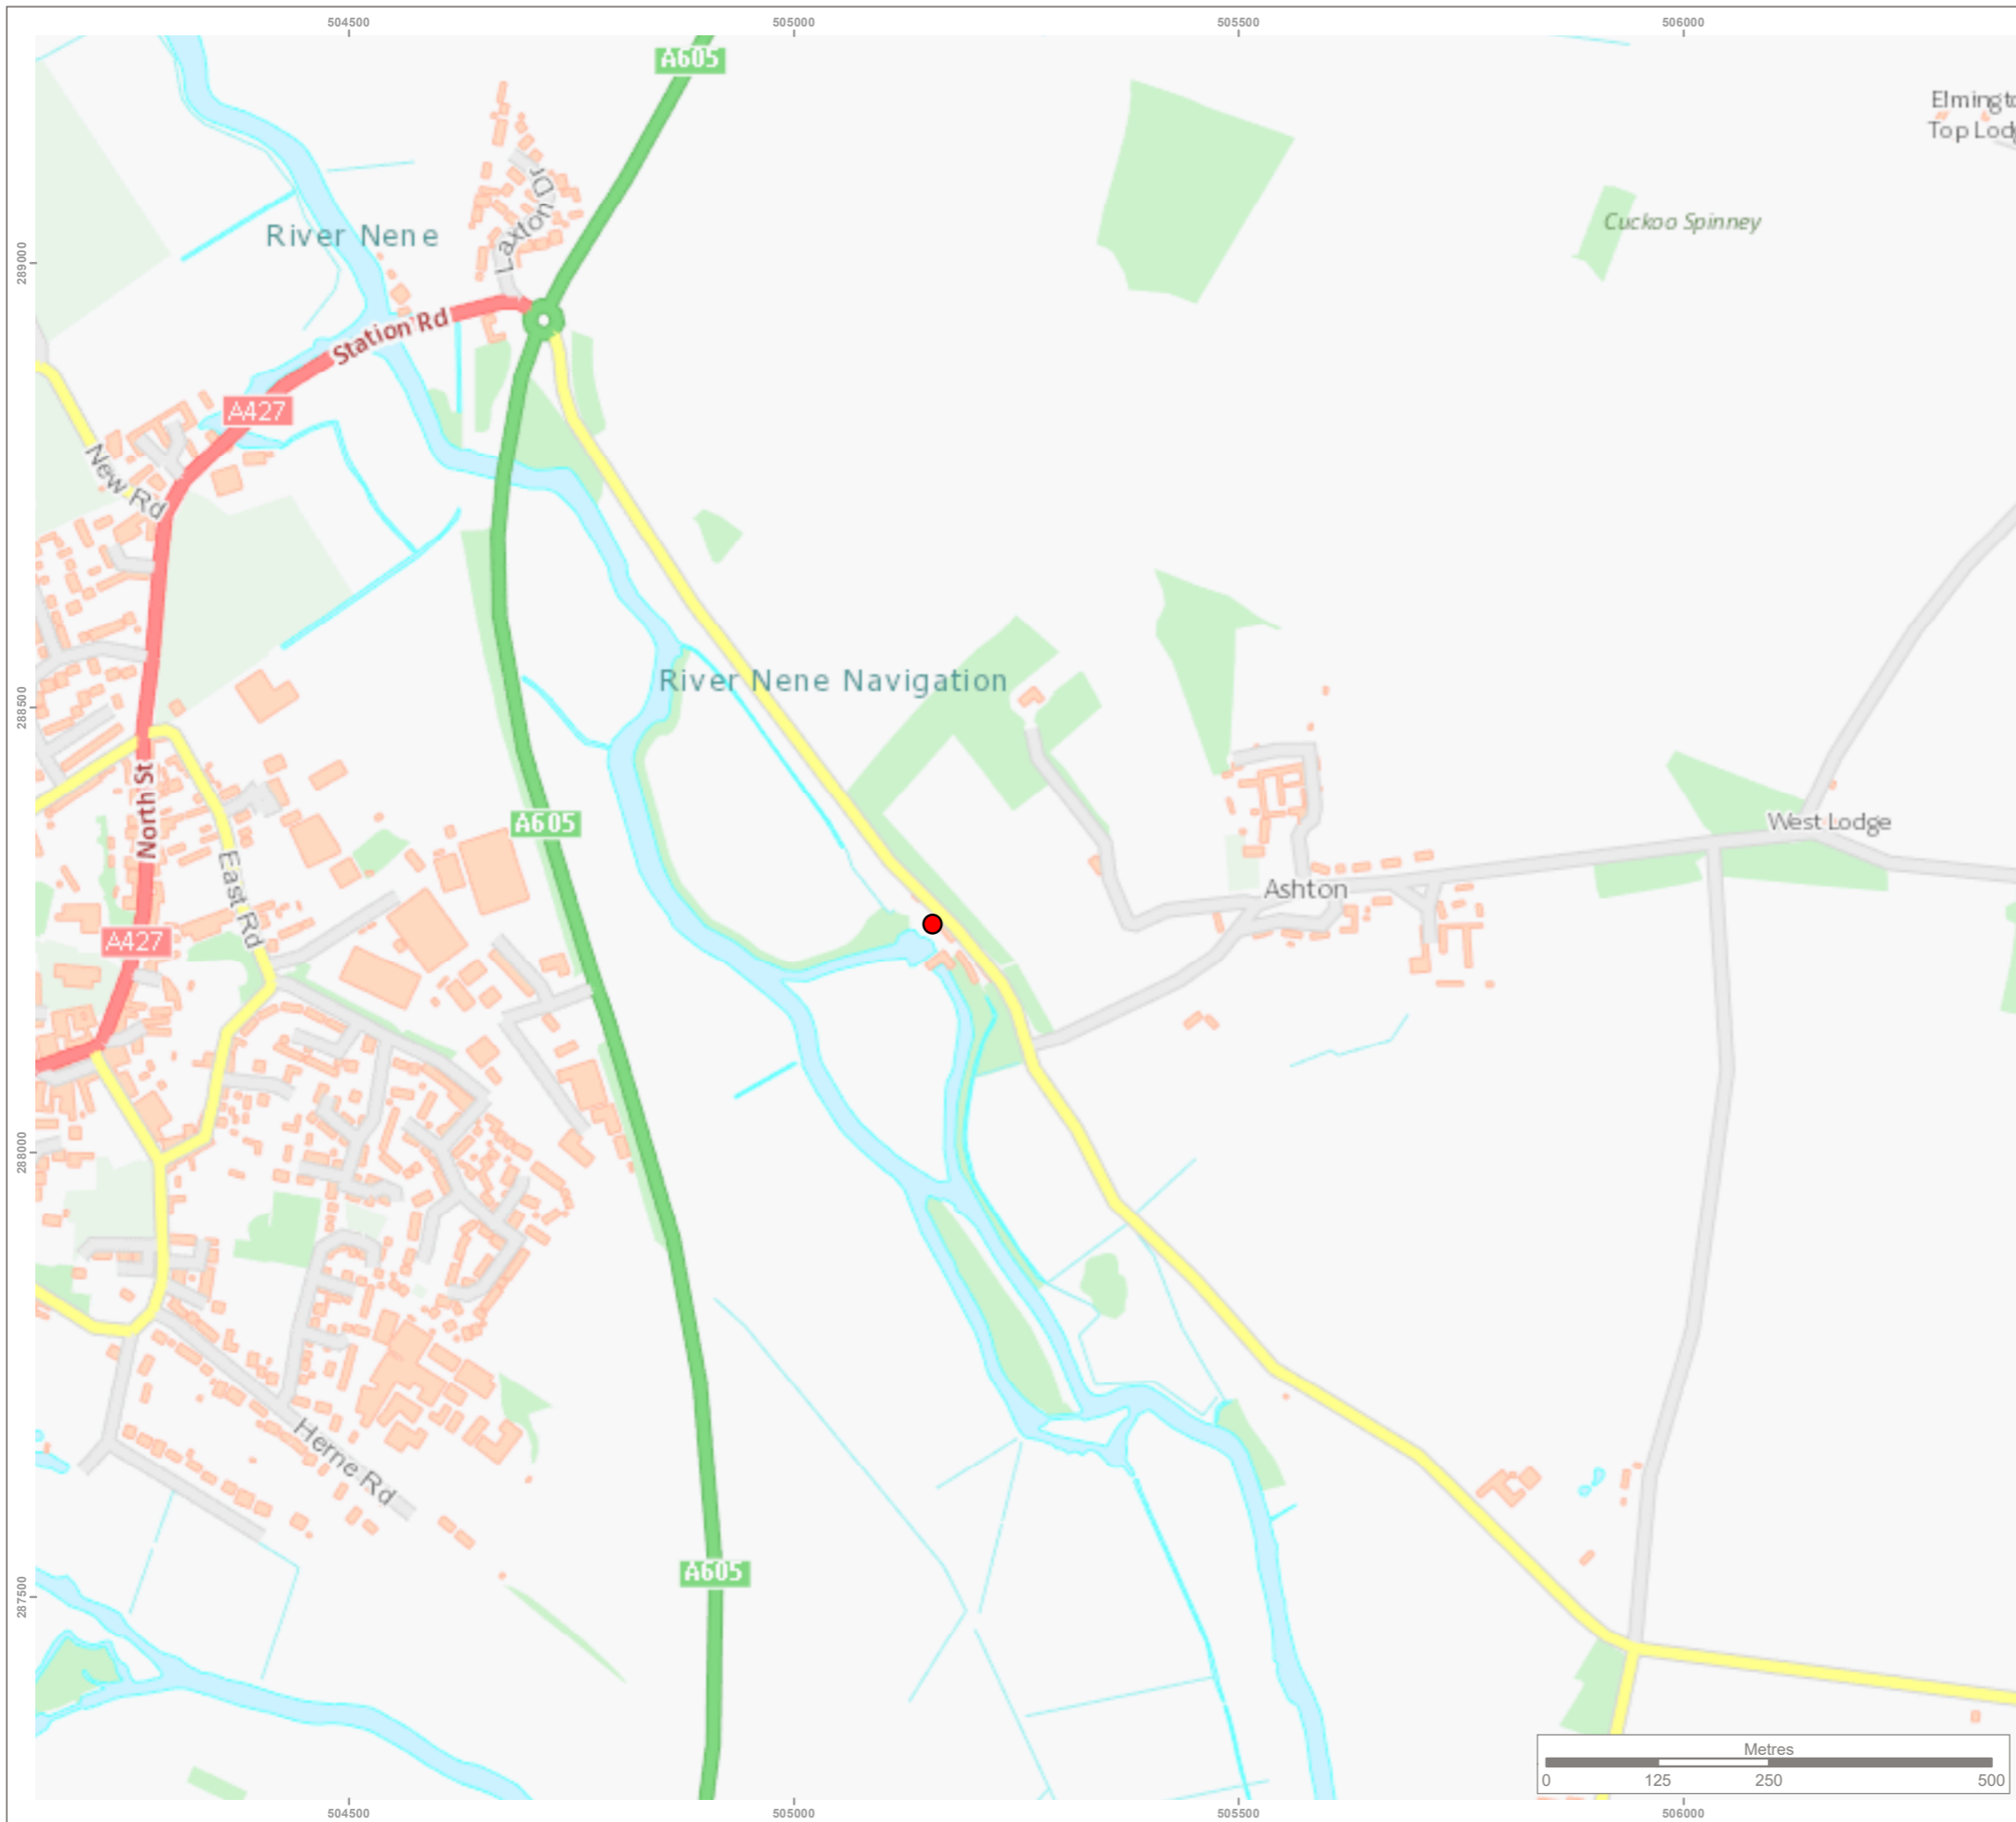 504500
505000
505500
506000
A605
Elmingto
Top Lodg
Laxton Dr
Cuckoo Spinney
River Nene
289000
Station Rd
A427
New Rd
River Nene Navigation
288500
North St
A605
West Lodge
East Rd
Ashton
A427
288000
Herne Rd
A605
287500
Metres
0 125 250 500
504500
505000
505500
506000